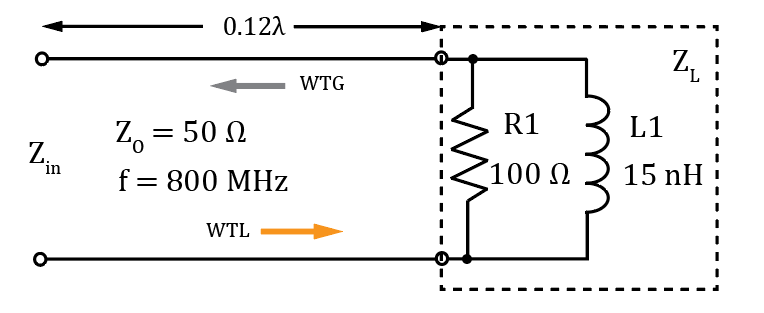 0.12λ
Z_L
WTG
Z_0 = 50 Ω
R1
L1
Z_in
f = 800 MHz
100 Ω
15 nH
WTL